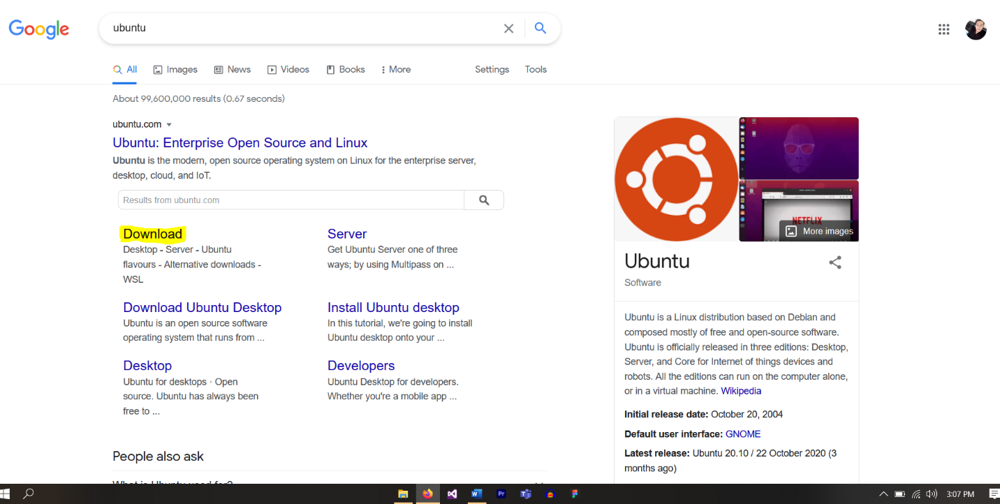 Google
ubuntu
All Images News Videos Books More Settings Tools
About 99,600,000 results (0.67 seconds)
ubuntu.com
Ubuntu: Enterprise Open Source and Linux
Ubuntu is the modern, open source operating system on Linux for the enterprise server,
desktop, cloud, and IoT.
Results from ubuntu.com
Download
Desktop - Server - Ubuntu
flavours - Alternative downloads -
WSL
Server
Get Ubuntu Server one of three
ways; by using Multipass on ...
Download Ubuntu Desktop
Ubuntu is an open source software
operating system that runs from ...
Install Ubuntu desktop
In this tutorial, we're going to install
Ubuntu desktop onto your ...
Desktop
Ubuntu for desktops · Open
source. Ubuntu has always been
free to ...
Developers
Ubuntu Desktop for developers.
Whether you're a mobile app ...
People also ask
What is Ubuntu used for?
NETFLIX
More images
Ubuntu
Software
Ubuntu is a Linux distribution based on Debian and
composed mostly of free and open-source software.
Ubuntu is officially released in three editions: Desktop,
Server, and Core for Internet of things devices and
robots. All the editions can run on the computer alone,
or in a virtual machine. Wikipedia
Initial release date: October 20, 2004
Default user interface: GNOME
Latest release: Ubuntu 20.10 / 22 October 2020 (3
months ago)
W Pr T
3:07 PM